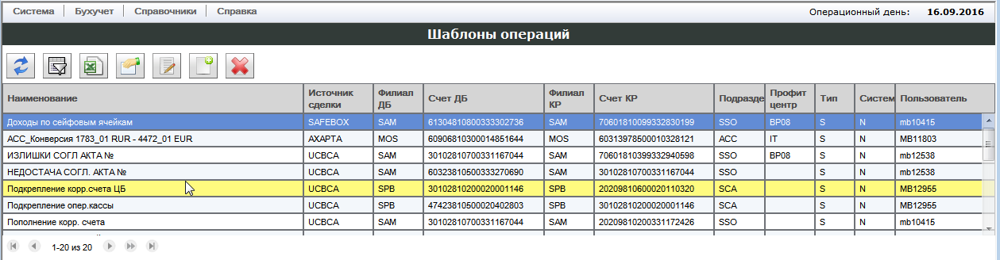 Система Бухучет Справочники Справка Операционный день: 16.09.2016
Шаблоны операций
Наименование Источник сделки Филиал ДБ Счет ДБ Филиал КР Счет КР Подразде Профит центр Тип Систем Пользователь
Доходы по сейфовым ячейкам SAFEBOX SAM 61304810800333302736 SAM 70601810099332830199 SSO BP08 S N mb10415
АСС_Конверсия 1783_01 RUR - 4472_01 EUR АХАРТА MOS 60906810300014851644 MOS 60313978500010328121 ACC IT S N MB11803
ИЗЛИШКИ СОГЛ АКТА № UCBCA SAM 30102810700331167044 SAM 70601810399332940598 SSO BP08 S N mb12538
НЕДОСТАЧА СОГЛ. АКТА № UCBCA SAM 60323810500333270690 SAM 30102810700331167044 SSO S N mb12538
Подкрепление корр.счета ЦБ UCBCA SPB 30102810200020001146 SPB 20209810600020110320 SCA S N MB12955
Подкрепление опер.кассы UCBCA SPB 47423810500020402803 SPB 30102810200020001146 SCA S N MB12955
Пополнение корр. счета UCBCA SAM 30102810700331167044 SAM 20209810200331172426 SSO S N mb10415
1-20 из 20